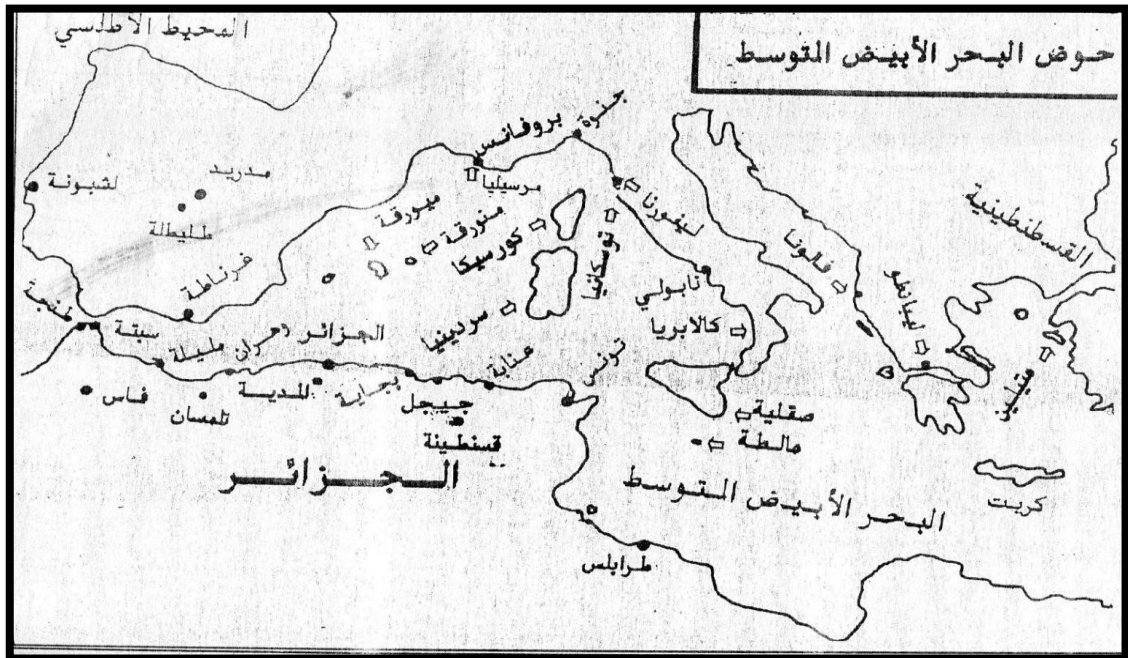 المحيط الأطلسي
حوض البحر الأبيض المتوسط
جنوة
بروفانس
مرسيليا
مدريد
لشبونة
طليطلة
ميورقة
منورقة
كورسيكا
توسكانيا
ليفورنا
فالونا
القسطنطينية
غرناطة
طنجة
سبتة
مليلة
وهران
الجزائر
سردينيا
نابولي
كالابريا
ليبانطو
عنابة
تونس
فاس
تلمسان
المدية
بجاية
جيجل
قسنطينة
صقلية
مالطة
الجزائر
البحر الأبيض المتوسط
كريت
طرابلس